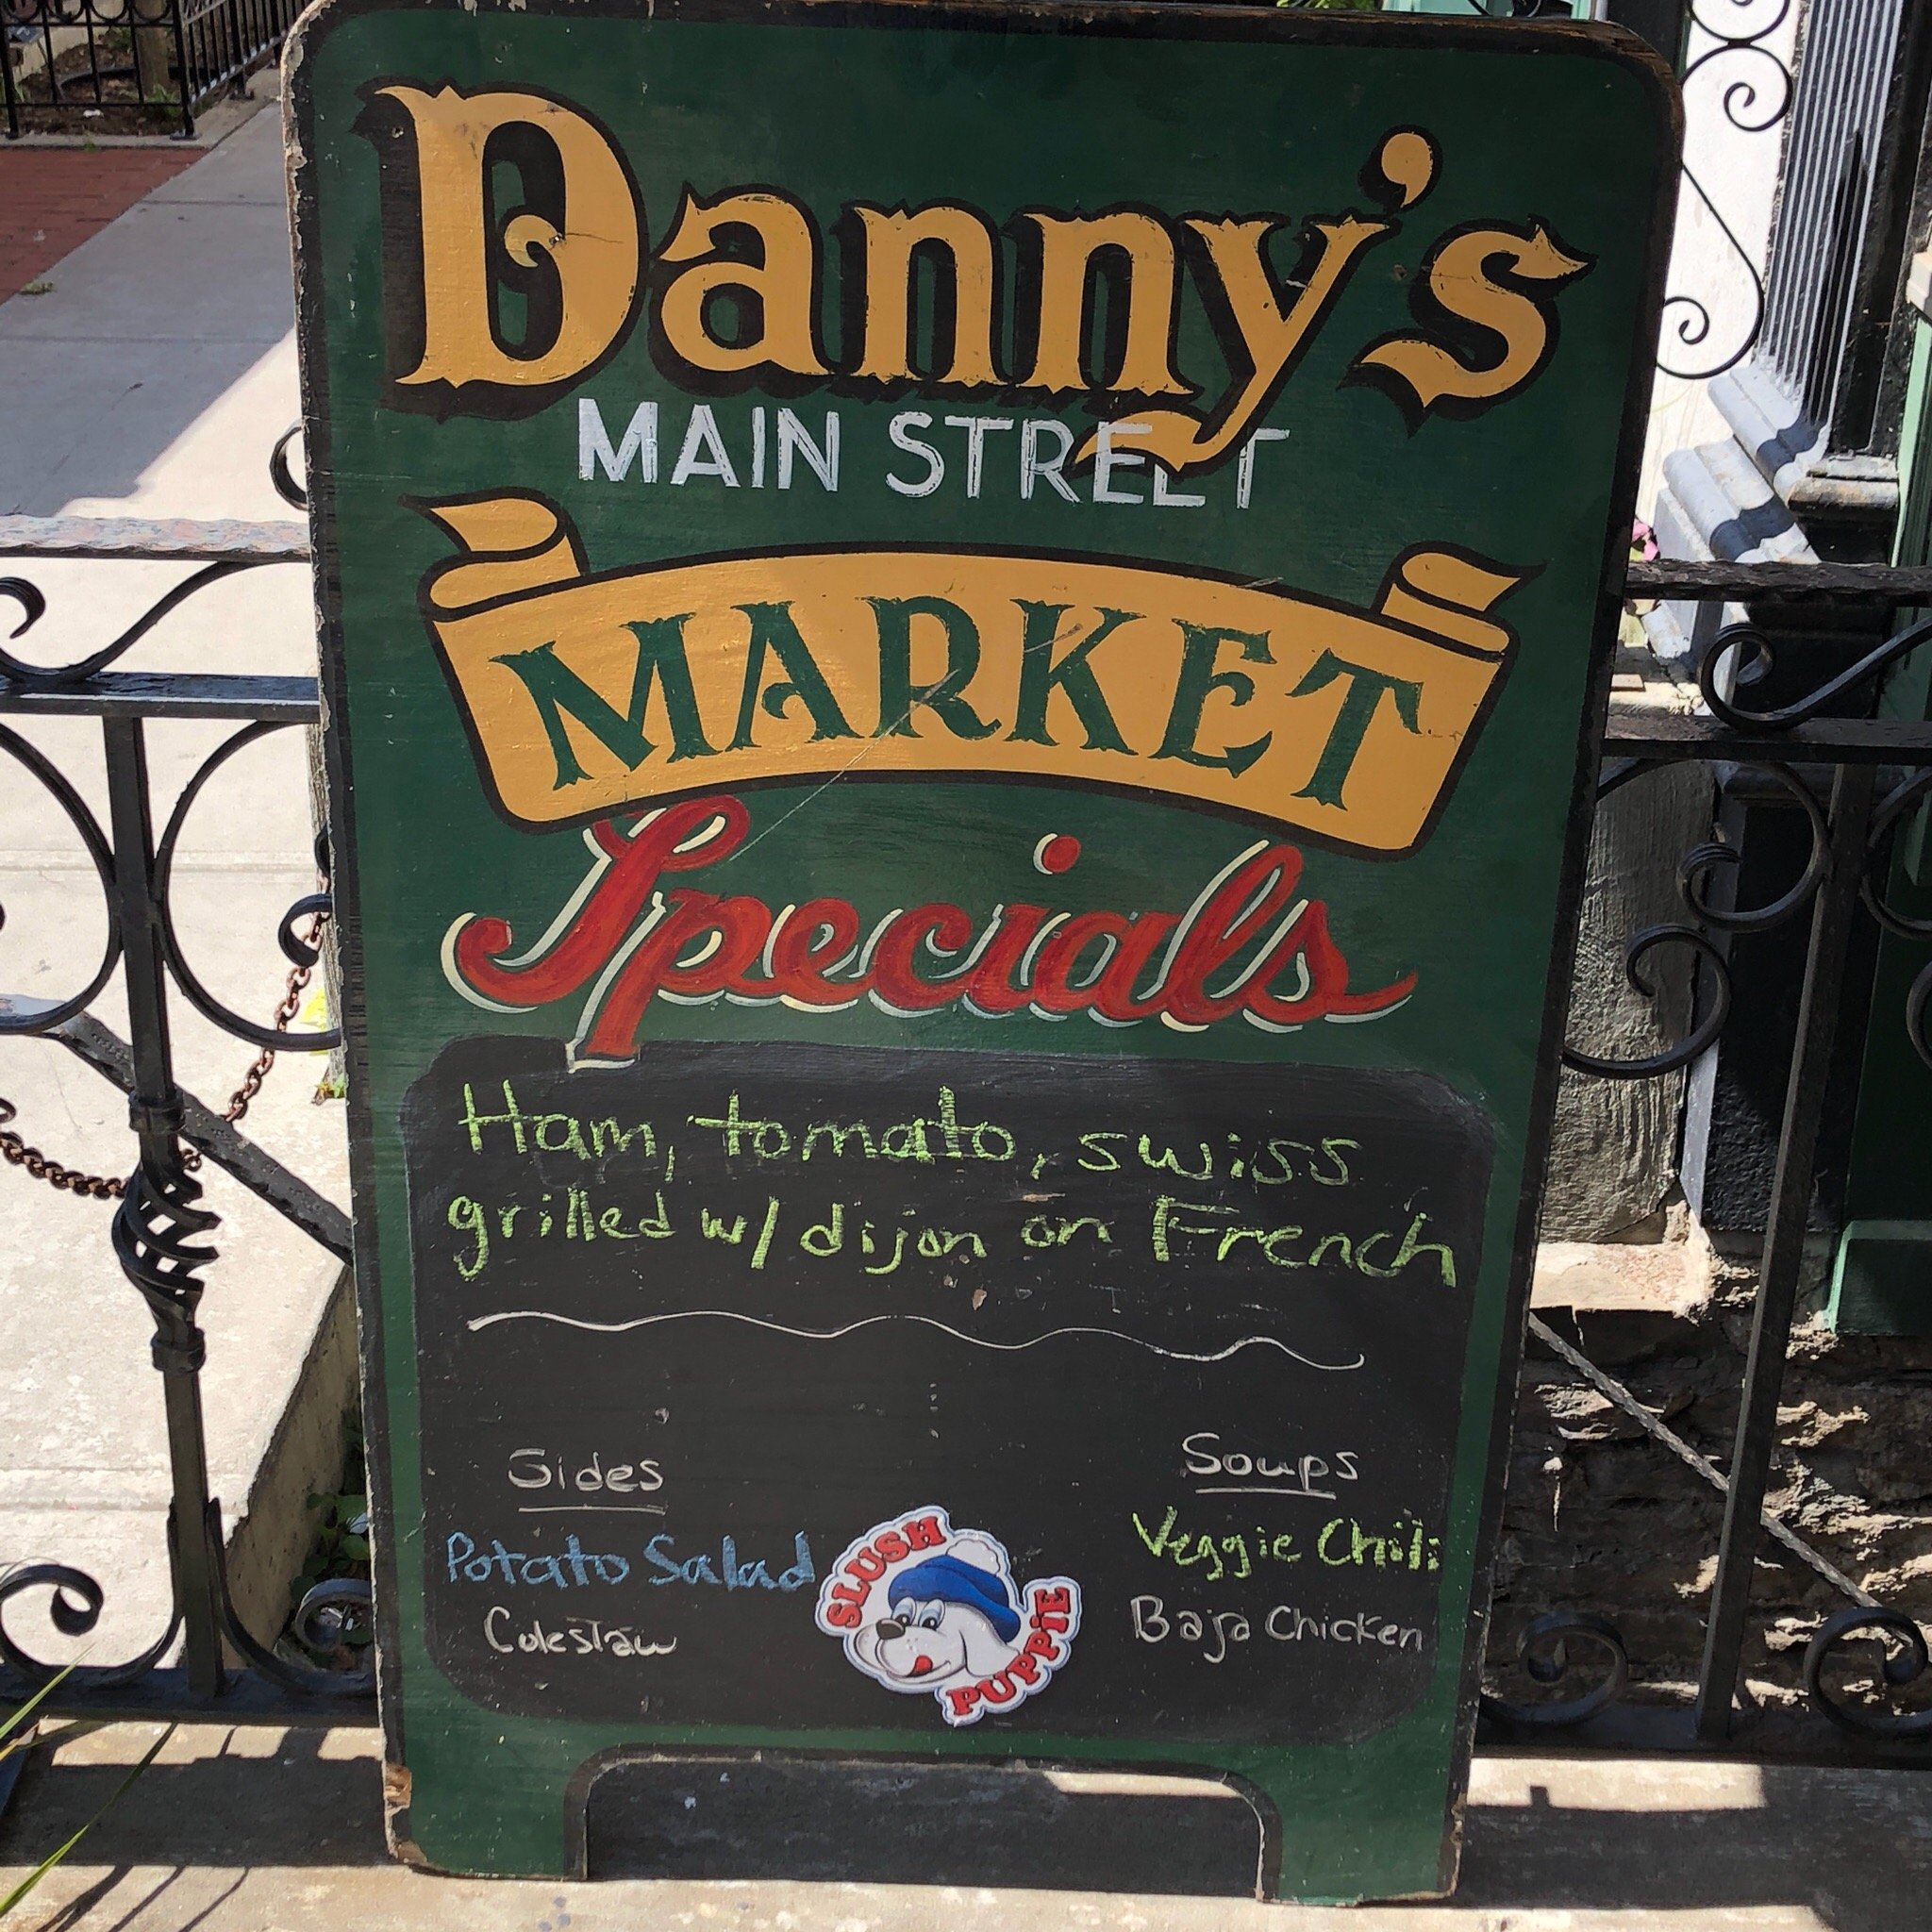 Danny's
MAIN STREET
MARKET
Specials
Ham, tomato, swiss
grilled w/ dijon on French
Sides
Potato Salad
Coleslaw
SLUSH
PUPPiE
Soups
Veggie Chili
Baja Chicken